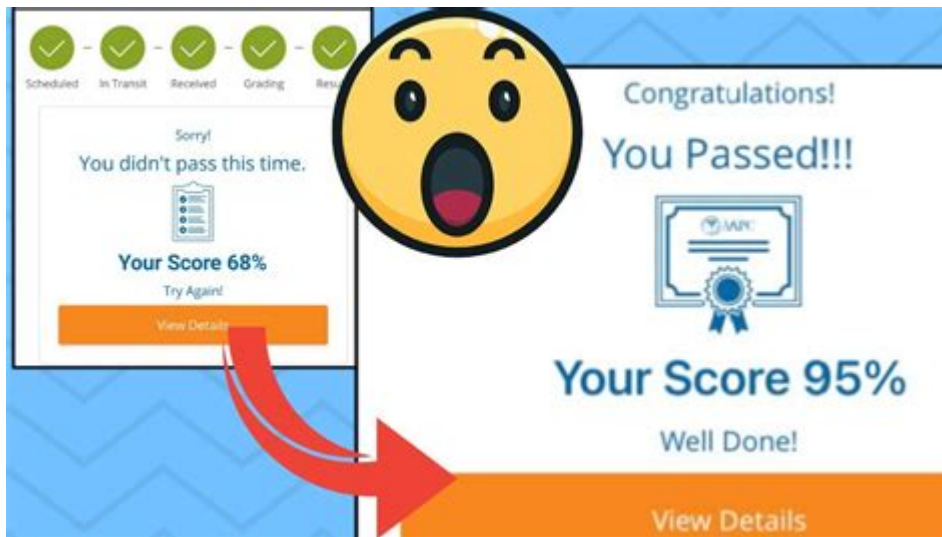 Scheduled
In Transit
Received
Grading
Sorry!
You didn't pass this time.
Your Score 68%
Try Again!
View Details
Congratulations!
You Passed!!!
AAPC
Your Score 95%
Well Done!
View Details